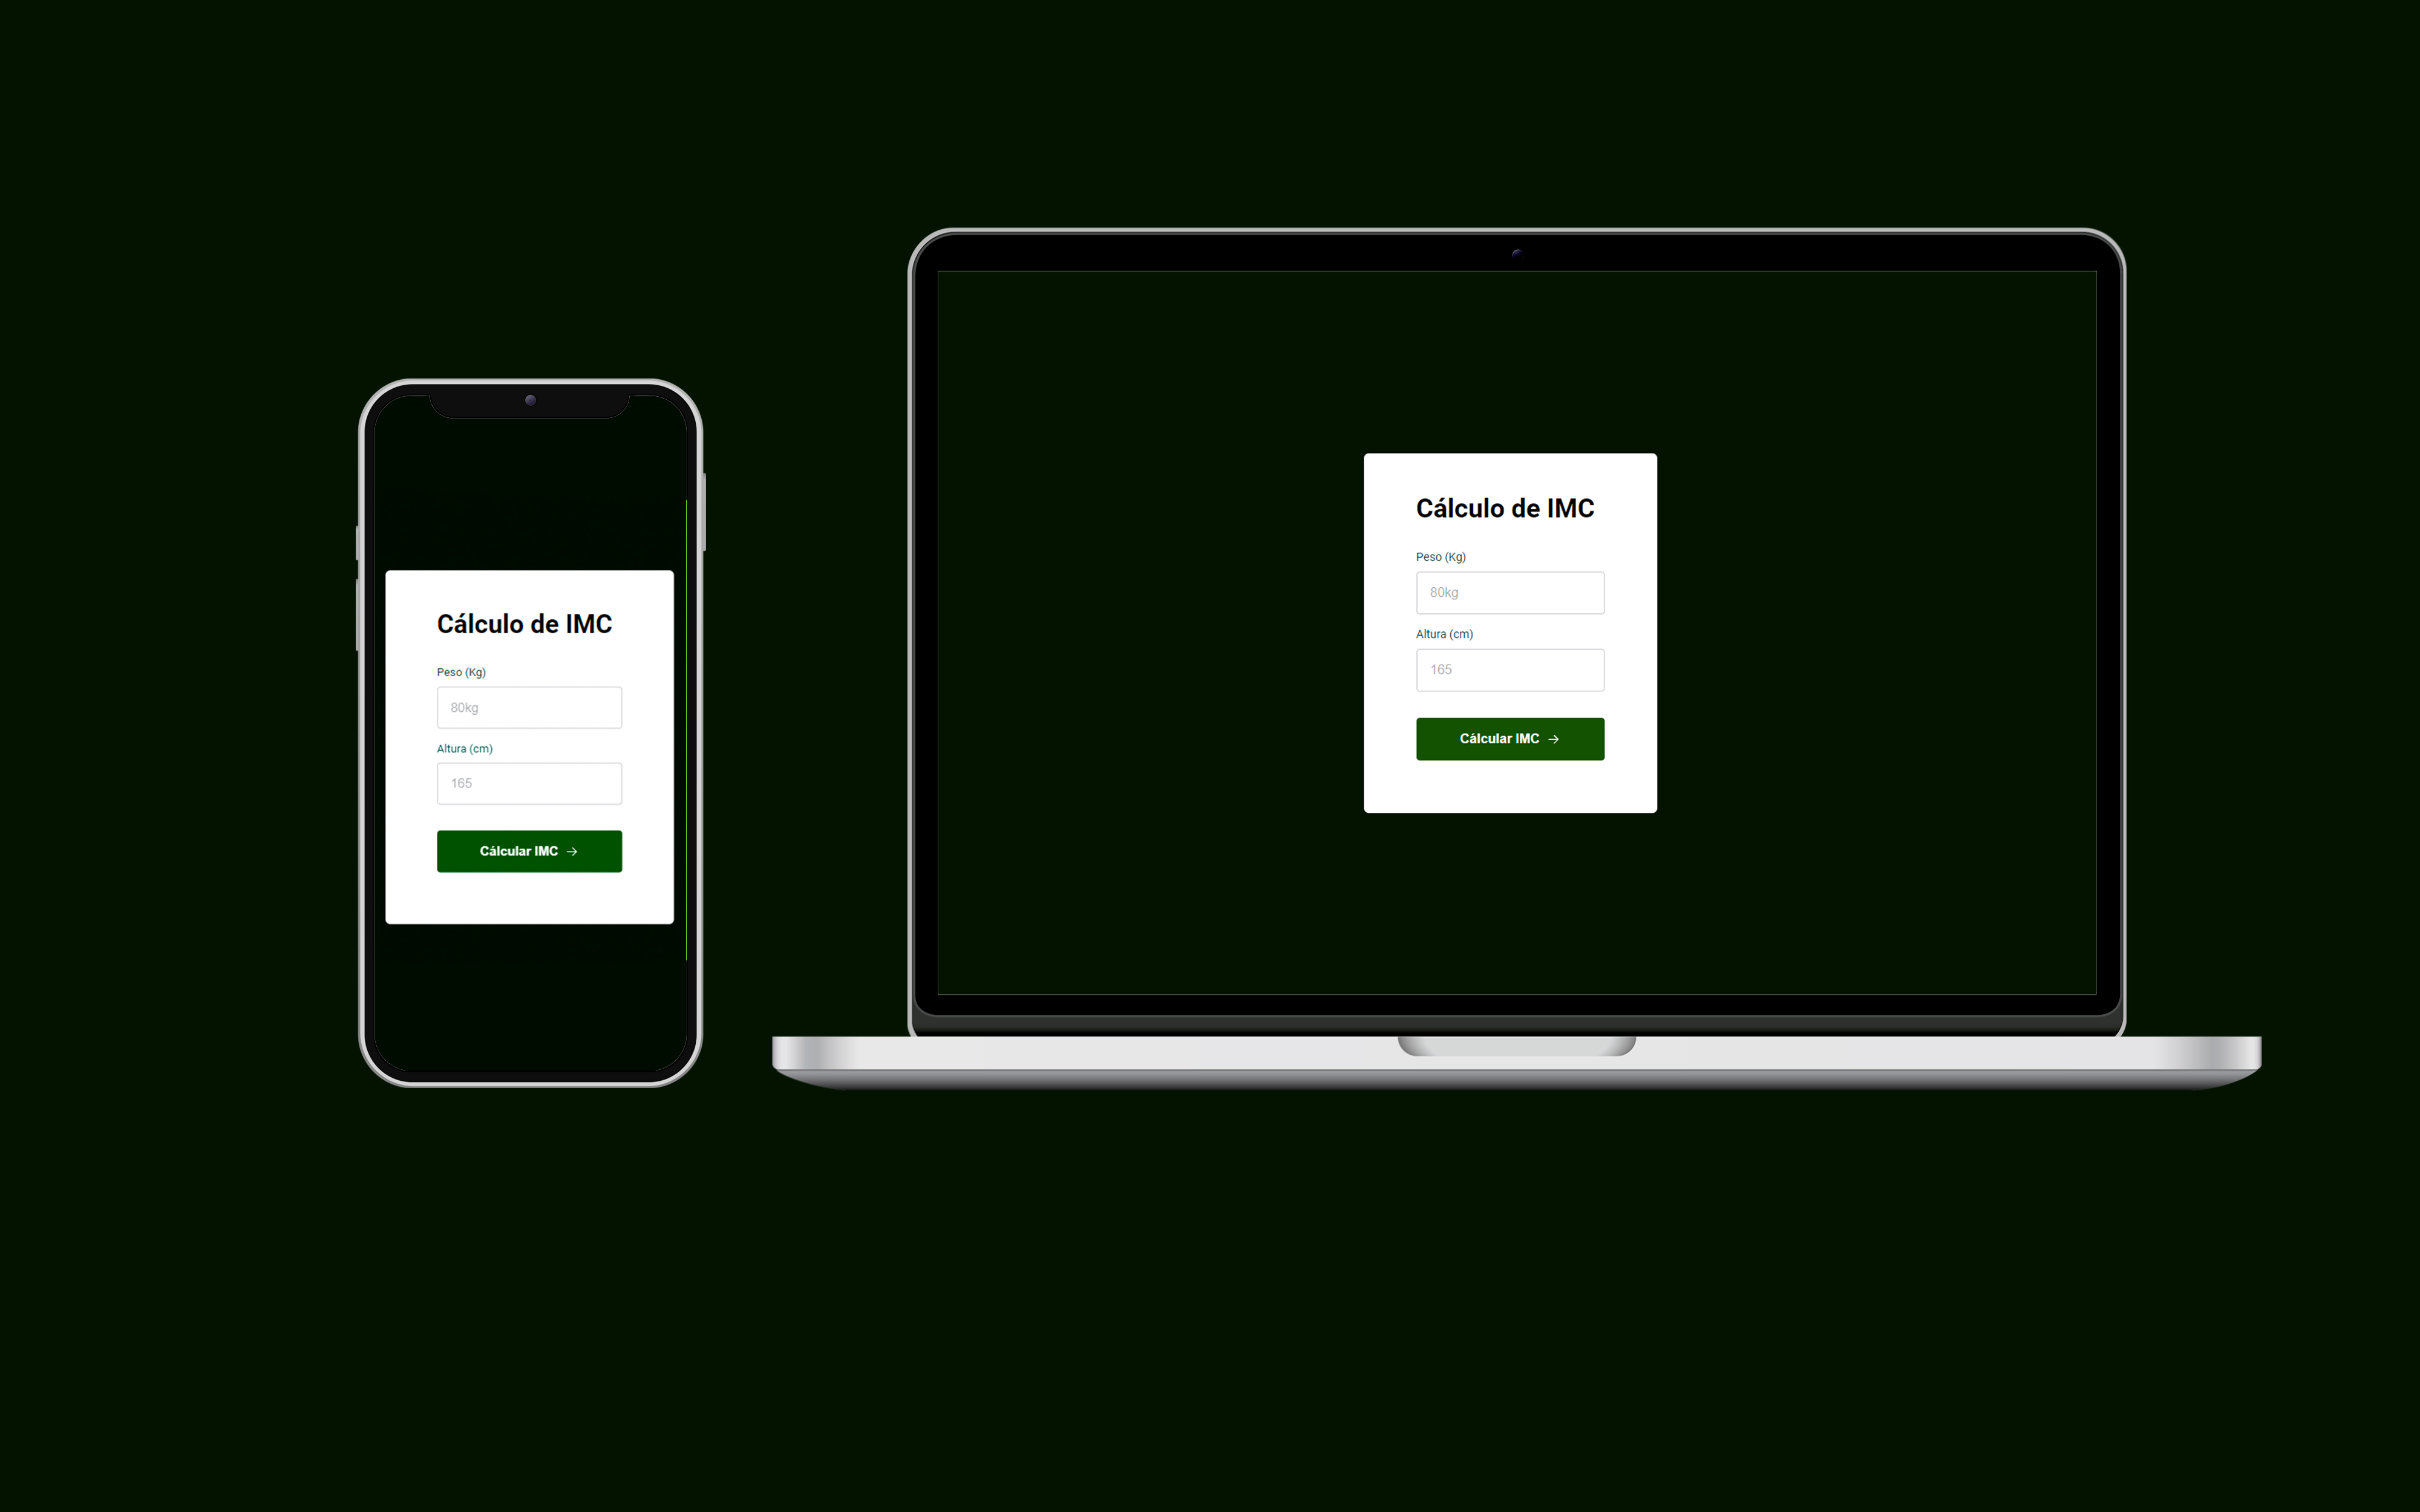 Cálculo de IMC
Peso (Kg)
80kg
Altura (cm)
165
Cálcular IMC →
Cálculo de IMC
Peso (Kg)
80kg
Altura (cm)
165
Cálcular IMC →